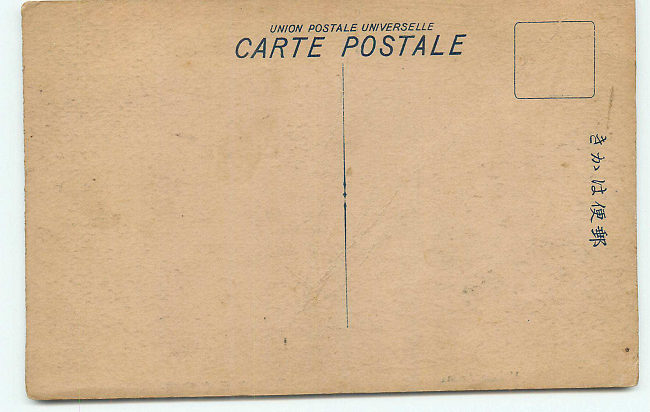 UNION POSTALE UNIVERSELLE
CARTE POSTALE
きかは便郵